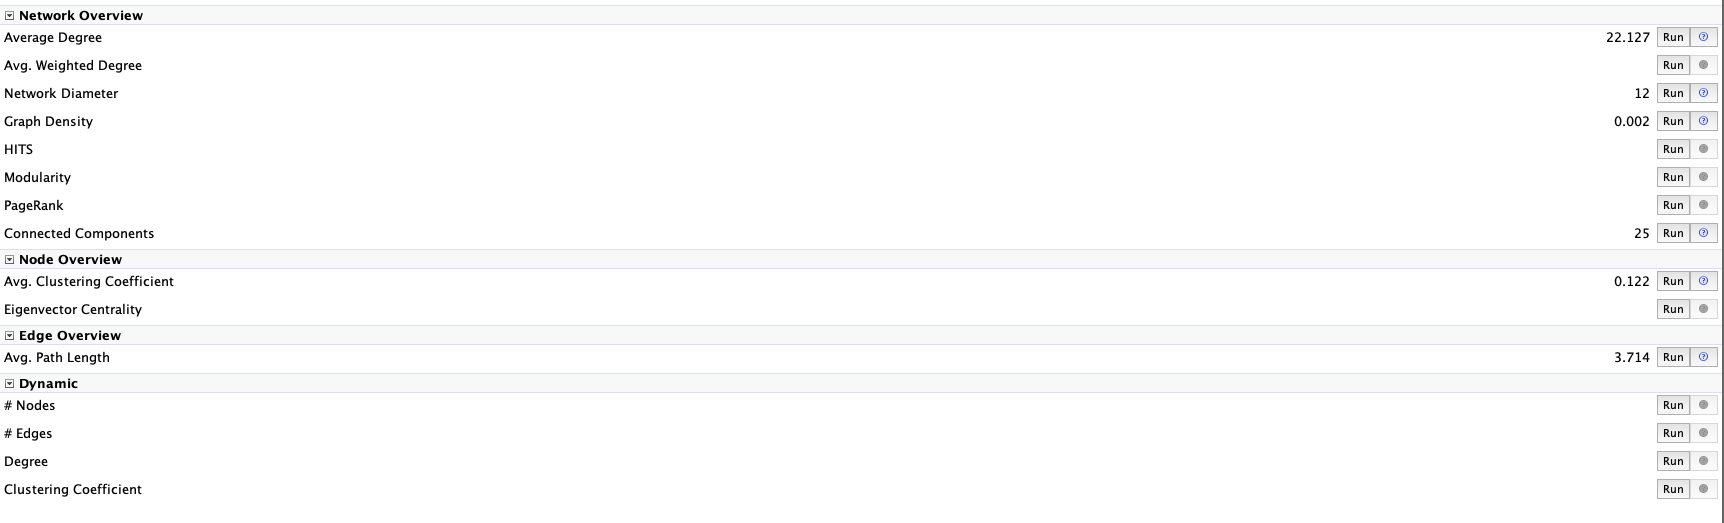 Network Overview
Average Degree 22.127 Run
Avg. Weighted Degree Run
Network Diameter 12 Run
Graph Density 0.002 Run
HITS Run
Modularity Run
PageRank Run
Connected Components 25 Run
Node Overview
Avg. Clustering Coefficient 0.122 Run
Eigenvector Centrality Run
Edge Overview
Avg. Path Length 3.714 Run
Dynamic
# Nodes Run
# Edges Run
Degree Run
Clustering Coefficient Run